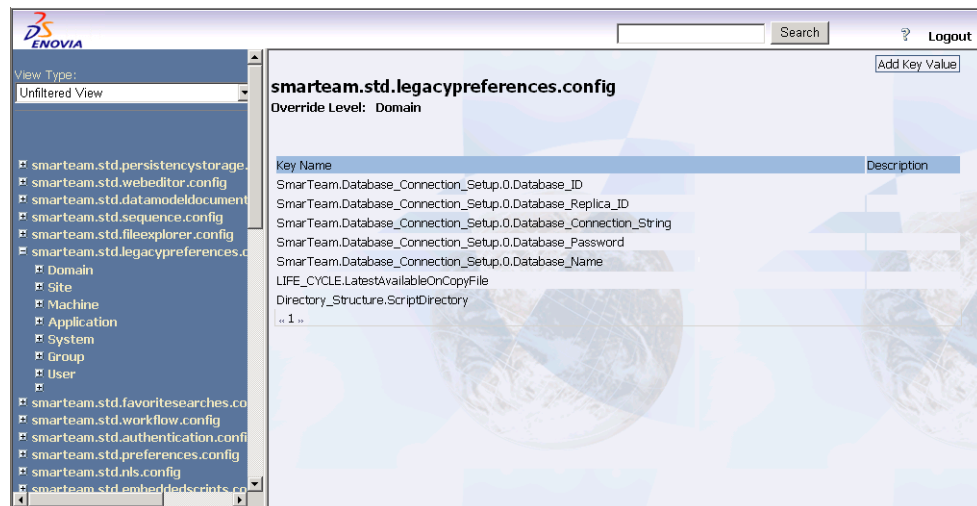 ENOVIA
Search
? Logout
View Type:
Unfiltered View
smarteam.std.persistencystorage.
smarteam.std.webeditor.config
smarteam.std.datamodeldocument
smarteam.std.sequence.config
smarteam.std.fileexplorer.config
smarteam.std.legacypreferences.c
Domain
Site
Machine
Application
System
Group
User
smarteam.std.favoritesearches.co
smarteam.std.workflow.config
smarteam.std.authentication.confi
smarteam.std.preferences.config
smarteam.std.nls.config
smarteam.std.embeddedscripts.co
Add Key Value
smarteam.std.legacypreferences.config
Override Level: Domain
Key Name Description
SmarTeam.Database_Connection_Setup.0.Database_ID
SmarTeam.Database_Connection_Setup.0.Database_Replica_ID
SmarTeam.Database_Connection_Setup.0.Database_Connection_String
SmarTeam.Database_Connection_Setup.0.Database_Password
SmarTeam.Database_Connection_Setup.0.Database_Name
LIFE_CYCLE.LatestAvailableOnCopyFile
Directory_Structure.ScriptDirectory
«1»